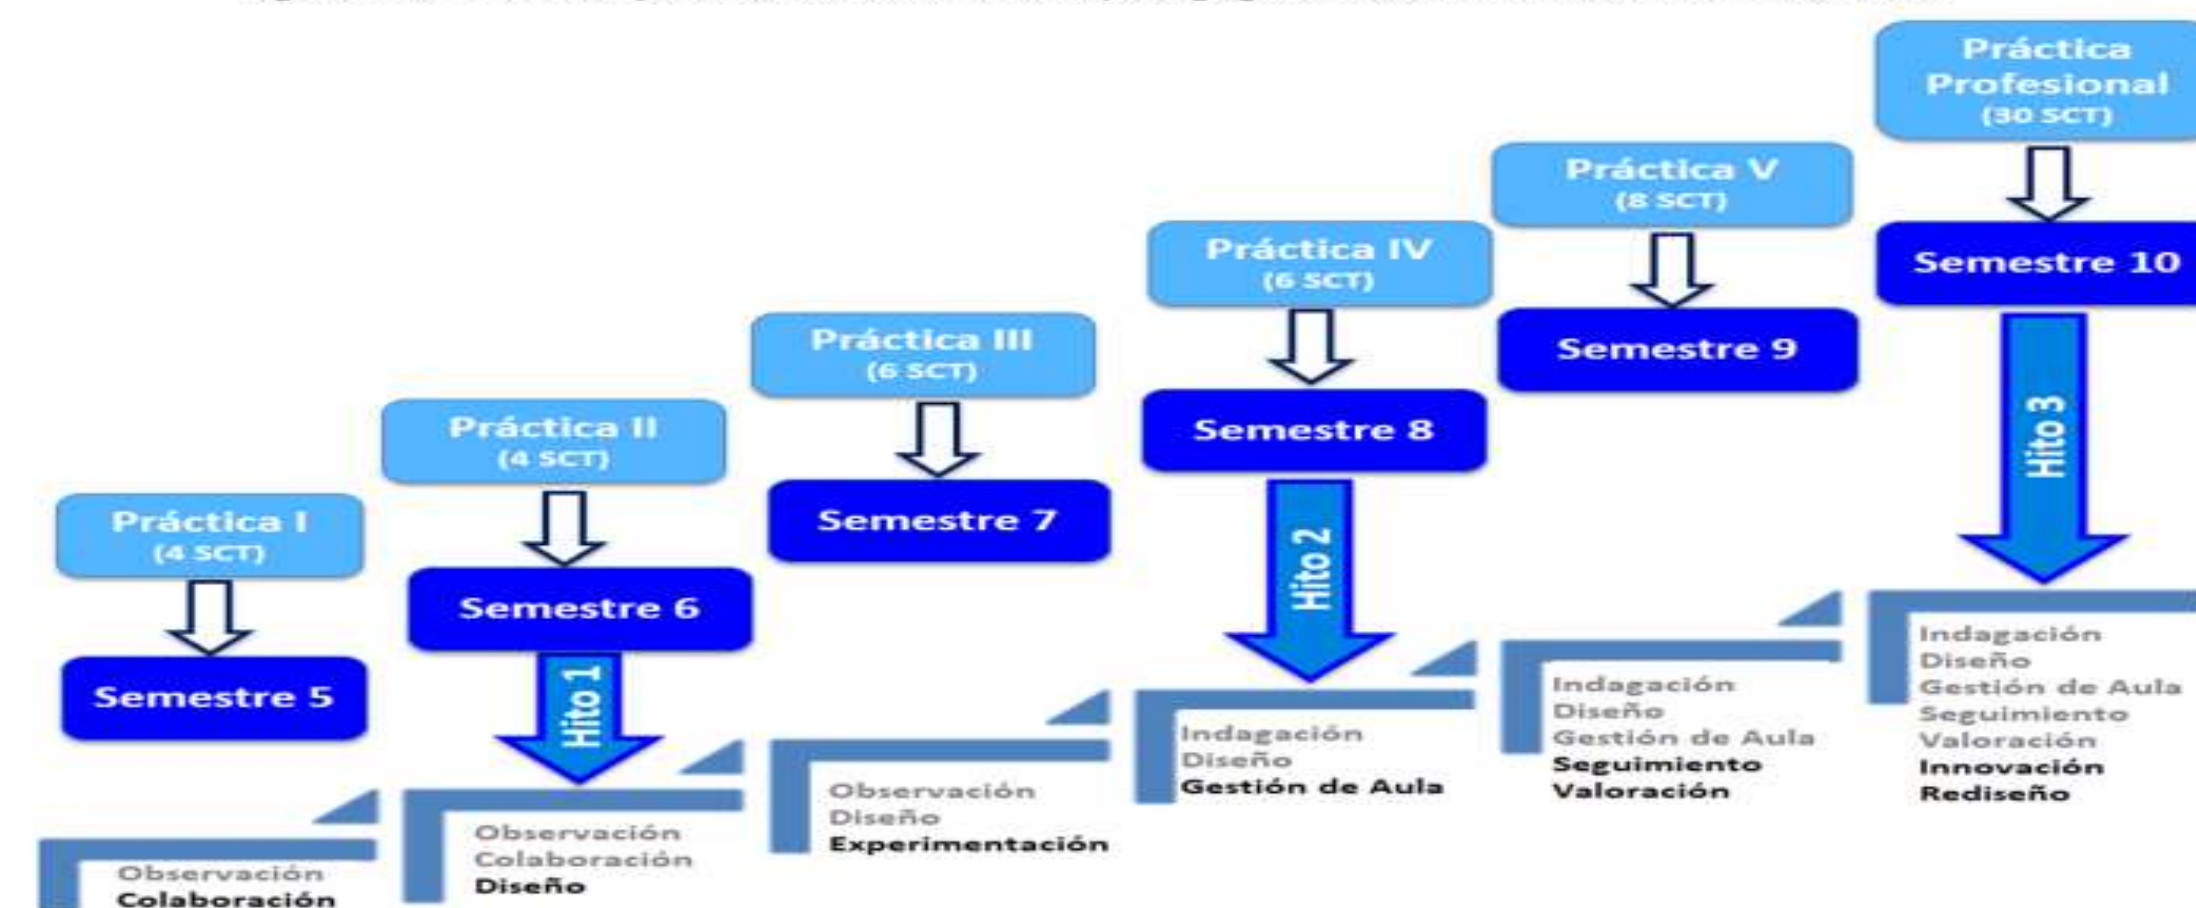 Práctica
Profesional
(30 SCT)
Práctica V
(8 SCT)
Práctica IV
(6 SCT)
Semestre 10
Práctica III
(6 SCT)
Semestre 9
Práctica II
(4 SCT)
Semestre 8
Práctica I
(4 SCT)
Semestre 7
Semestre 6
Semestre 5
Hito 1
Hito 2
Hito 3
Observación
Colaboración
Observación
Colaboración
Diseño
Observación
Diseño
Experimentación
Indagación
Diseño
Gestión de Aula
Indagación
Diseño
Gestión de Aula
Seguimiento
Valoración
Indagación
Diseño
Gestión de Aula
Seguimiento
Valoración
Innovación
Rediseño